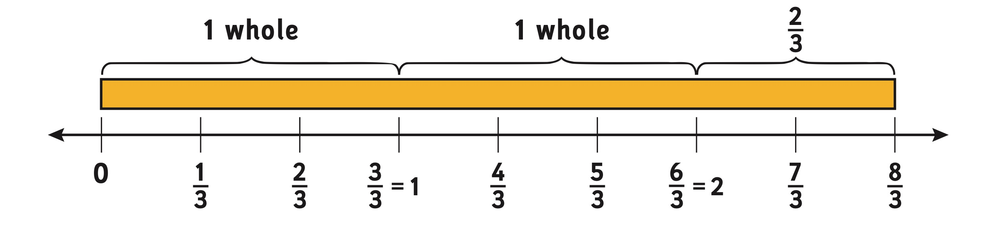 1 whole 1 whole 2/3
0 1/3 2/3 3/3 = 1 4/3 5/3 6/3 = 2 7/3 8/3